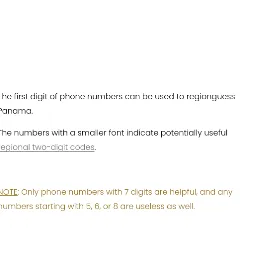 he first digit of phone numbers can be used to regionguess
Panama.
The numbers with a smaller font indicate potentially useful
regional two-digit codes.
NOTE: Only phone numbers with 7 digits are helpful, and any
numbers starting with 5, 6, or 8 are useless as well.